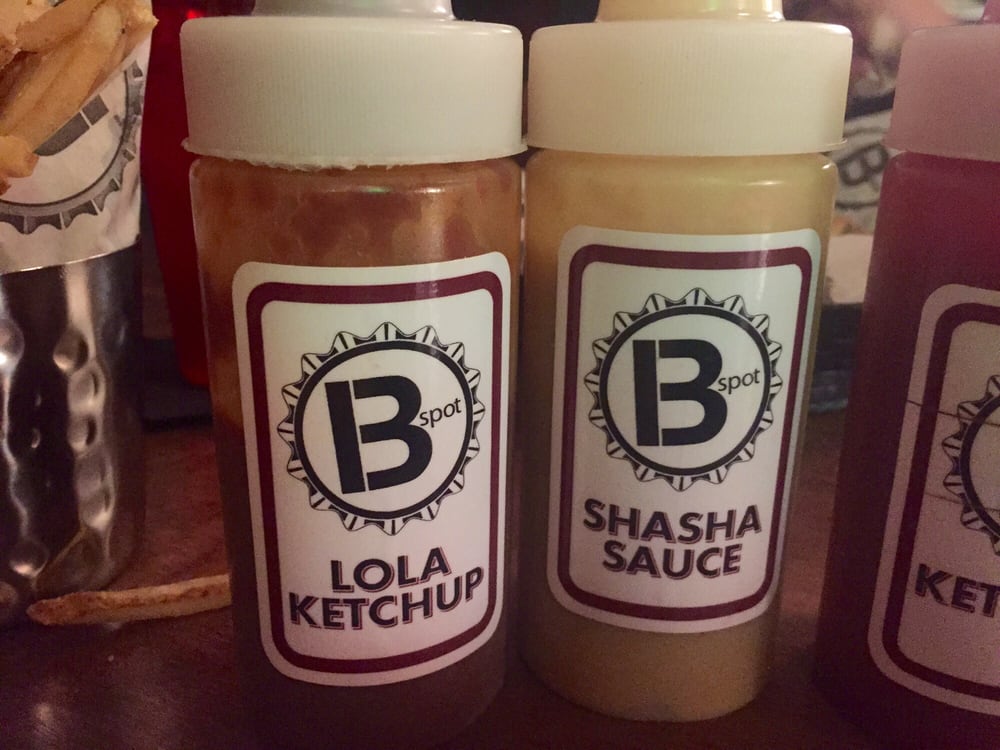 B spot
LOLA
KETCHUP
B spot
SHASHA
SAUCE
KET
B